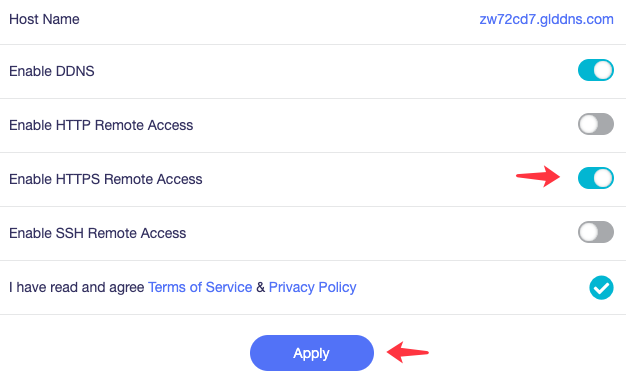 Host Name zw72cd7.glddns.com
Enable DDNS
Enable HTTP Remote Access
Enable HTTPS Remote Access
Enable SSH Remote Access
I have read and agree Terms of Service & Privacy Policy
Apply